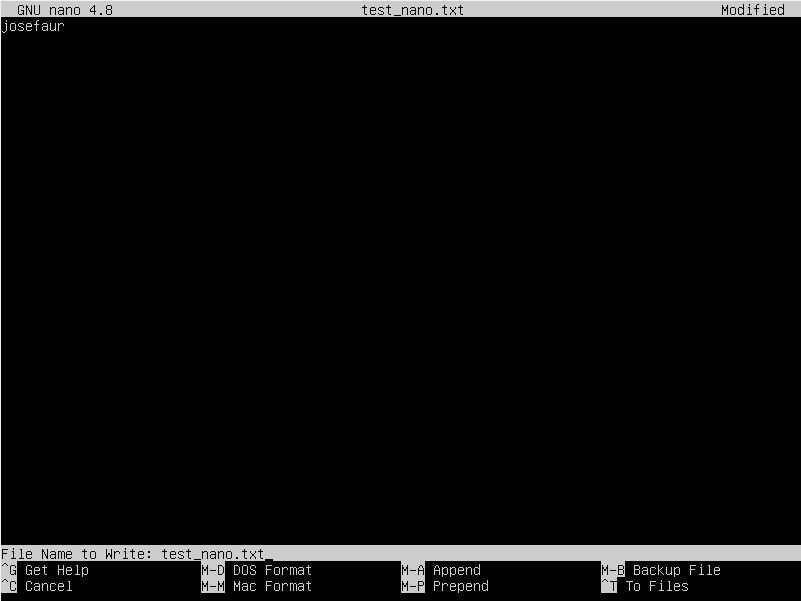 GNU nano 4.8 test_nano.txt Modified
josefaur
File Name to Write: test_nano.txt_
^G Get Help M-D DOS Format M-A Append M-B Backup File
^C Cancel M-M Mac Format M-P Prepend ^T To Files